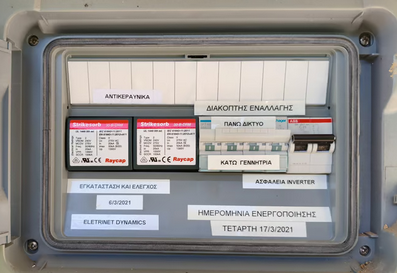 ΑΝΤΙΚΕΡΑΥΝΙΚΑ
ΔΙΑΚΟΠΤΗΣ ΕΝΑΛΛΑΓΗΣ
Strikesorb
Strikesorb
ΠΑΝΩ ΔΙΚΤΥΟ
ABB
Raycap
Raycap
ΚΑΤΩ ΓΕΝΝΗΤΡΙΑ
ΕΓΚΑΤΑΣΤΑΣΗ ΚΑΙ ΕΛΕΓΧΟΣ
ΑΣΦΑΛΕΙΑ INVERTER
6/3/2021
ELETRINET DYNAMICS
ΗΜΕΡΟΜΗΝΙΑ ΕΝΕΡΓΟΠΟΙΗΣΗΣ
ΤΕΤΑΡΤΗ 17/3/2021